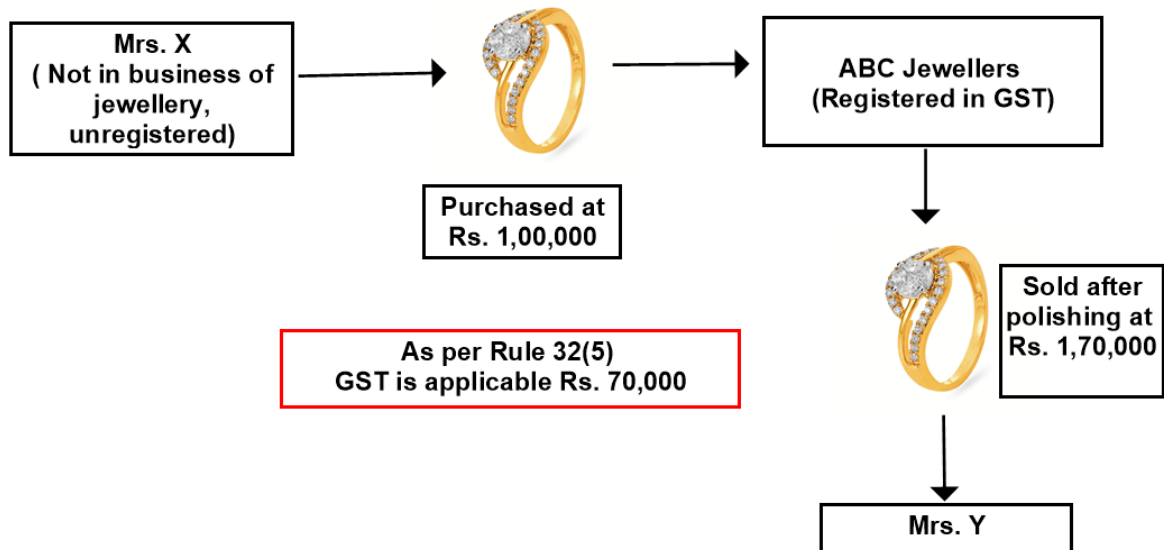 Mrs. X
( Not in business of
jewellery,
unregistered)
ABC Jewellers
(Registered in GST)
Purchased at
Rs. 1,00,000
Sold after
polishing at
Rs. 1,70,000
As per Rule 32(5)
GST is applicable Rs. 70,000
Mrs. Y